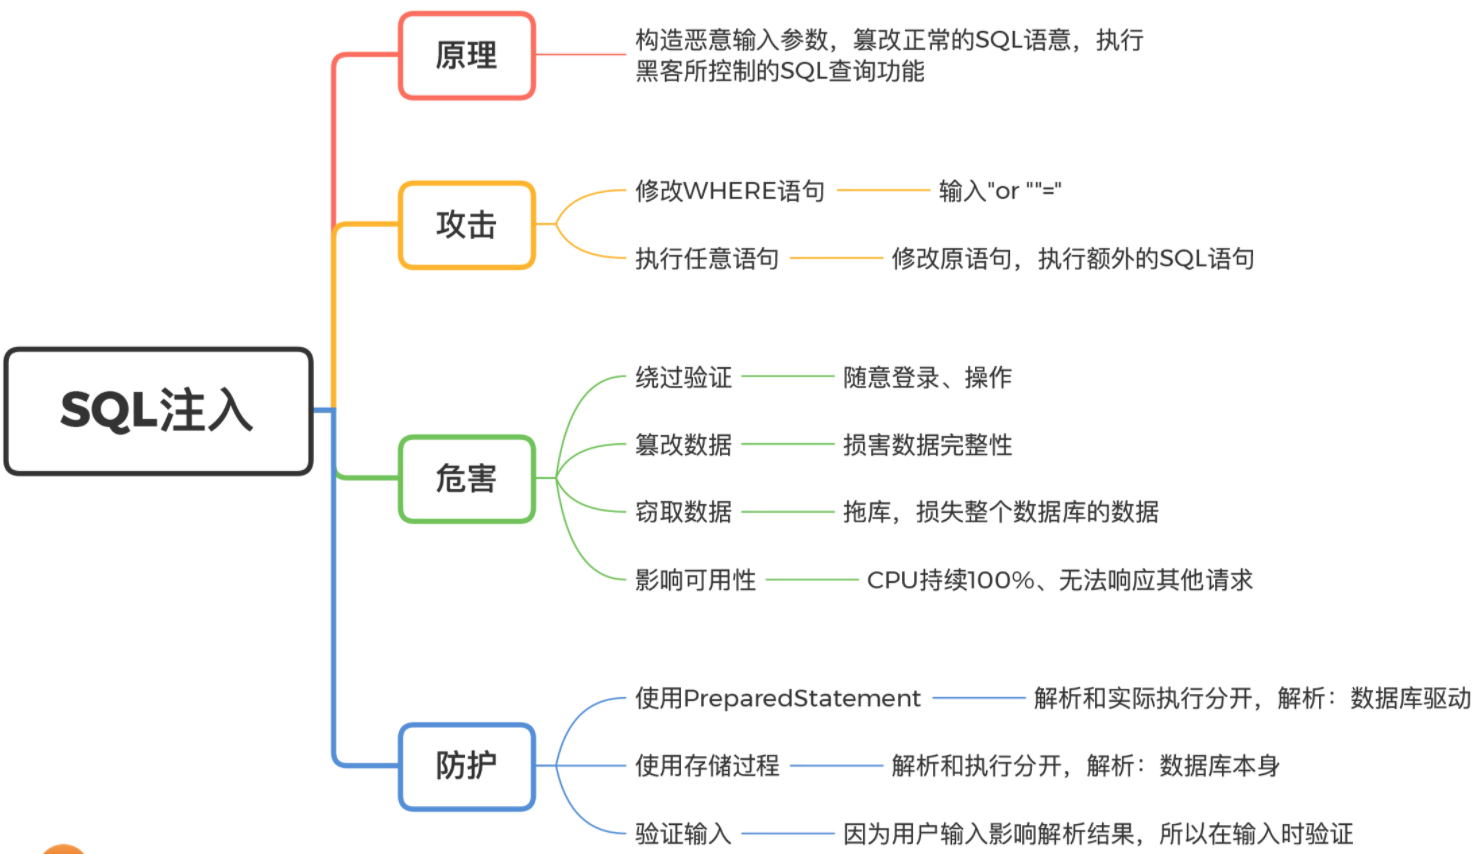 SQL注入
原理
构造恶意输入参数，篡改正常的SQL语意，执行
黑客所控制的SQL查询功能
攻击
修改WHERE语句
输入"or ""="
执行任意语句
修改原语句，执行额外的SQL语句
危害
绕过验证
随意登录、操作
篡改数据
损害数据完整性
窃取数据
拖库，损失整个数据库的数据
影响可用性
CPU持续100%、无法响应其他请求
防护
使用PreparedStatement
解析和实际执行分开，解析：数据库驱动
使用存储过程
解析和执行分开，解析：数据库本身
验证输入
因为用户输入影响解析结果，所以在输入时验证